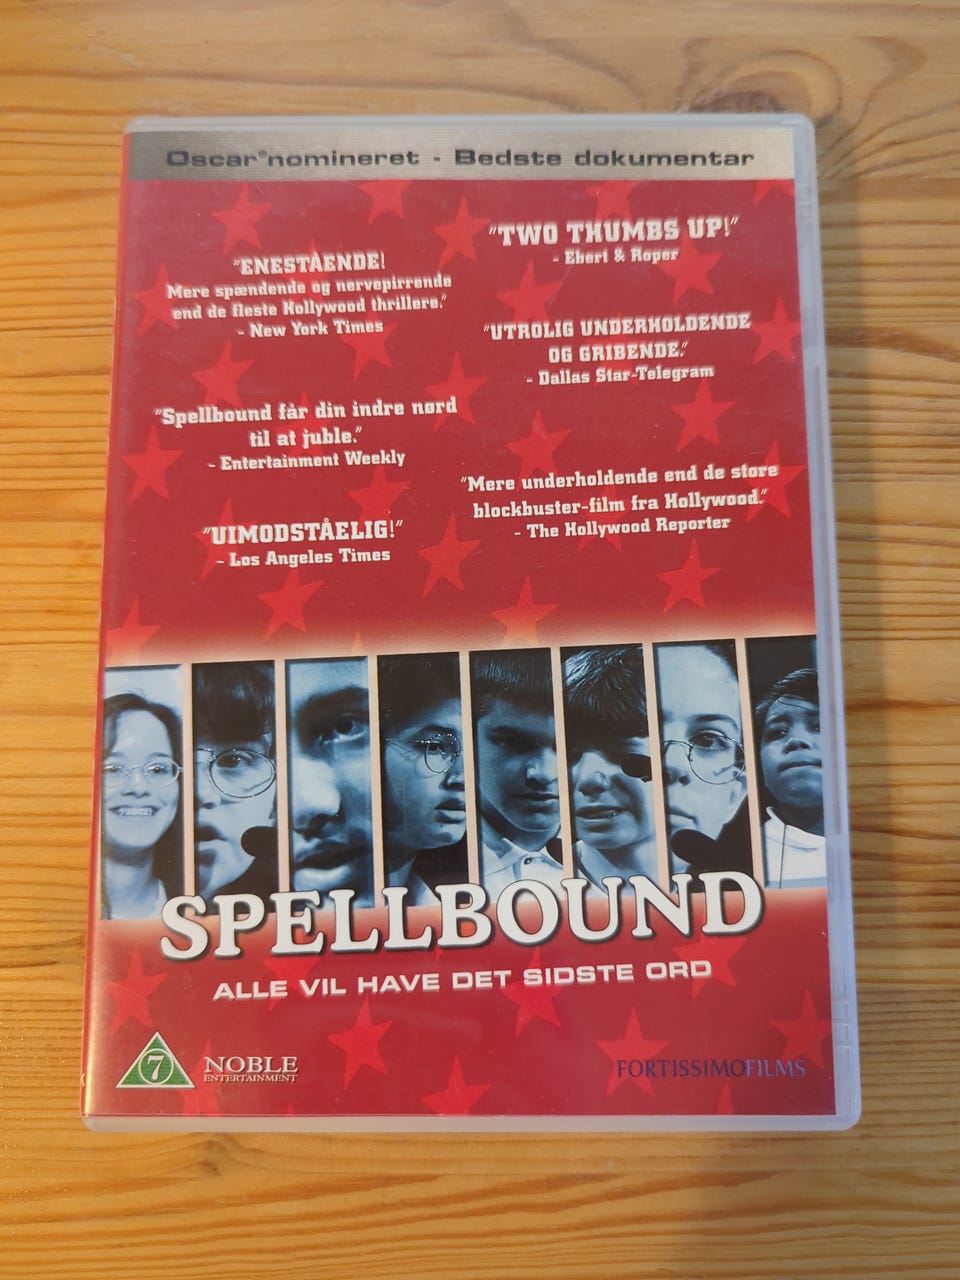 Oscar® nomineret - Bedste dokumentar
"ENESTÅENDE!
Mere spændende og nervepirrende
end de fleste Hollywood thrillere."
- New York Times
"TWO THUMBS UP!"
- Ebert & Roper
"UTROLIG UNDERHOLDENDE
OG GRIBENDE."
- Dallas Star-Telegram
"Spellbound får din indre nørd
til at juble."
- Entertainment Weekly
"Mere underholdende end de store
blockbuster-film fra Hollywood."
- The Hollywood Reporter
"UIMODSTÅELIG!"
- Los Angeles Times
SPELLBOUND
ALLE VIL HAVE DET SIDSTE ORD
7
NOBLE
ENTERTAINMENT
FORTISSIMOFILMS